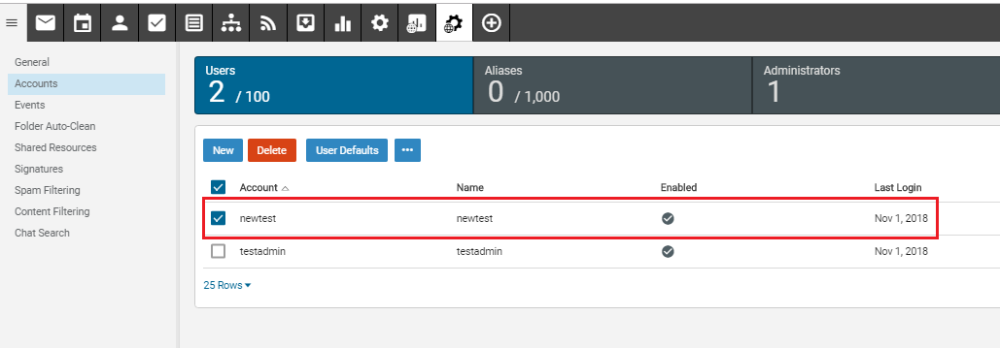 General
Accounts
Events
Folder Auto-Clean
Shared Resources
Signatures
Spam Filtering
Content Filtering
Chat Search
Users
2 / 100
Aliases
0 / 1,000
Administrators
1
New Delete User Defaults
Account Name Enabled Last Login
newtest newtest Nov 1, 2018
testadmin testadmin Nov 1, 2018
25 Rows